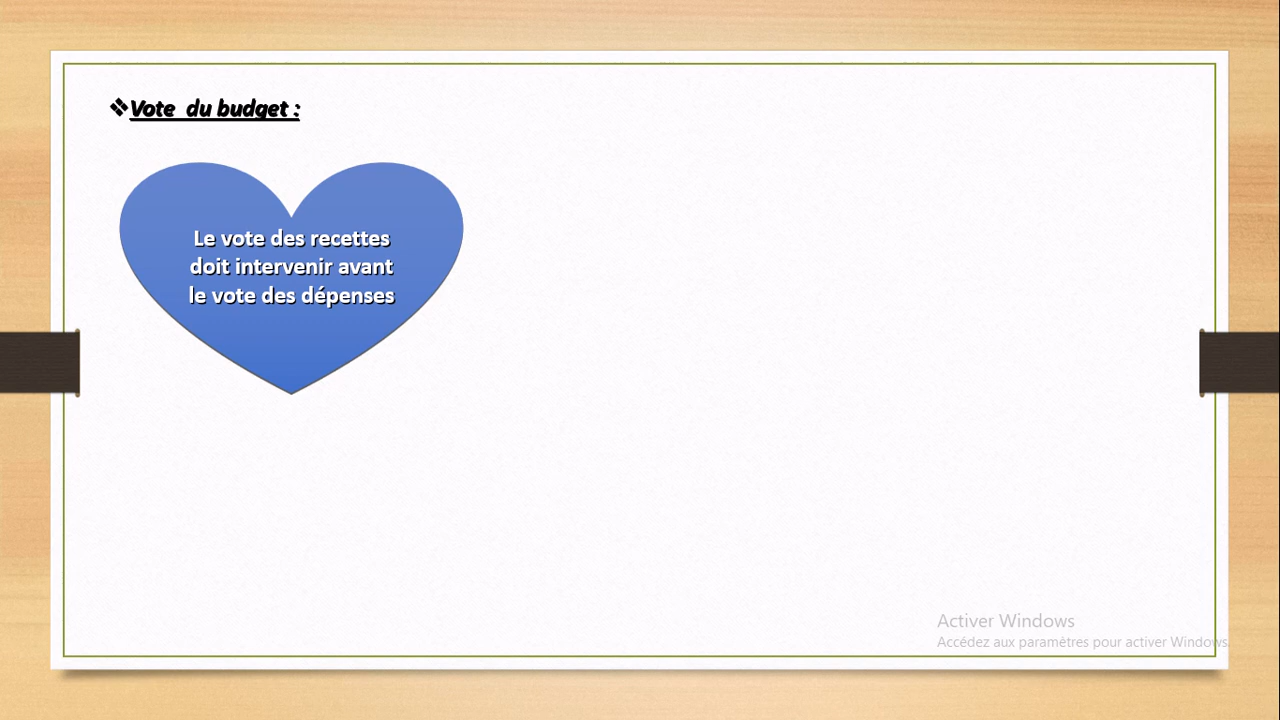 ❖Vote du budget :
Le vote des recettes
doit intervenir avant
le vote des dépenses
Activer Windows
Accédez aux paramètres pour activer Windows.